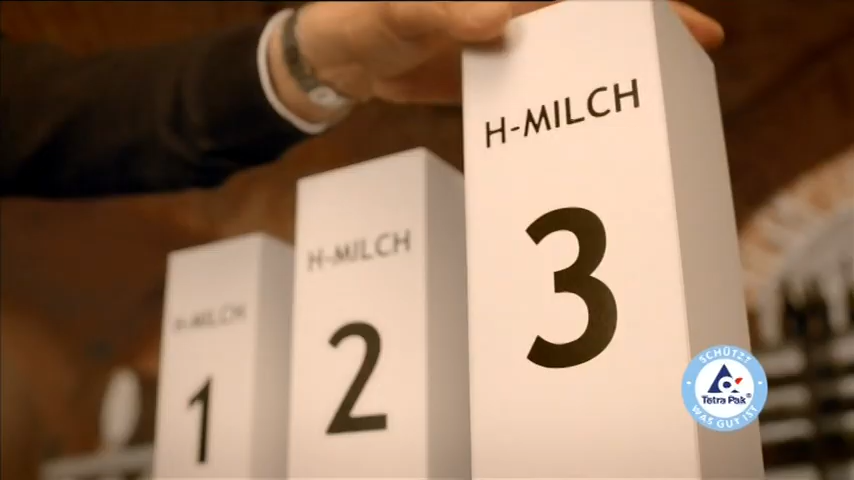 H-MILCH
1
H-MILCH
2
H-MILCH
3
SCHÜTZT
Tetra Pak®
WAS GUT IST